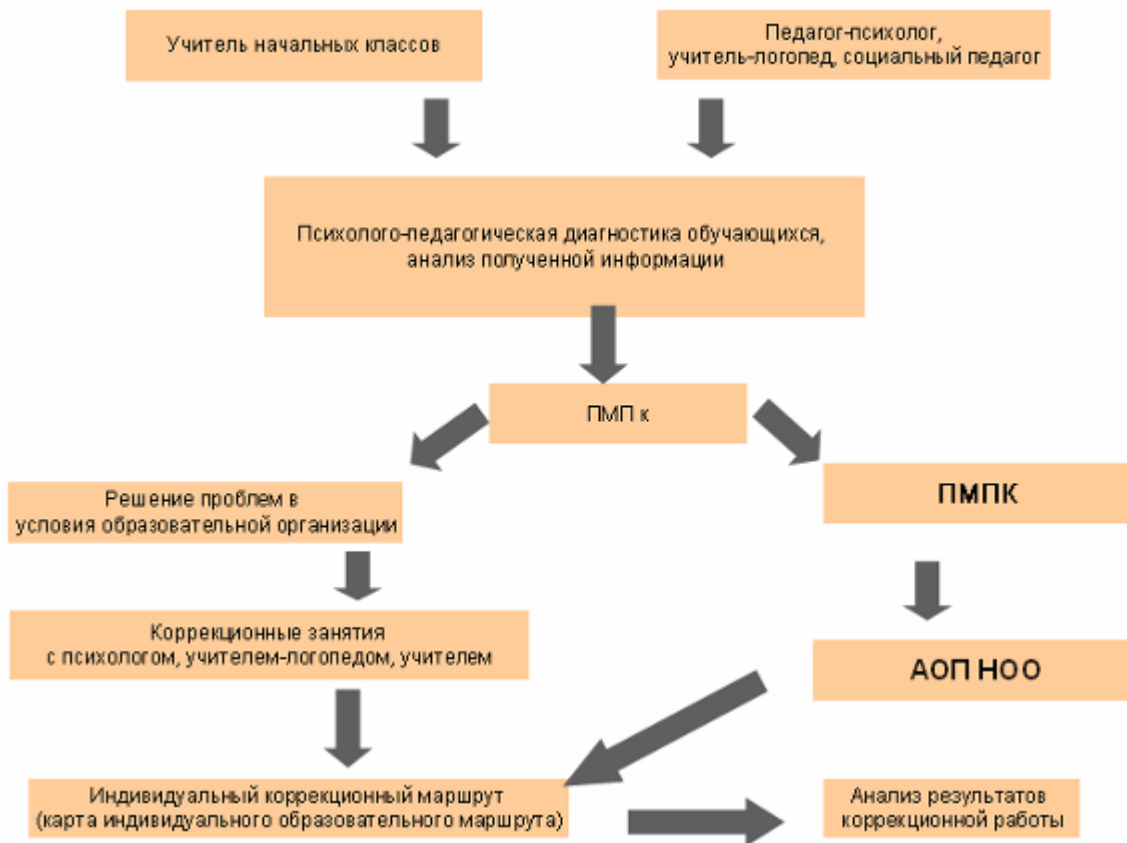 Учитель начальных классов
Педагог-психолог,
учитель-логопед, социальный педагог
Психолого-педагогическая диагностика обучающихся,
анализ полученной информации
ПМП к
Решение проблем в
условия образовательной организации
ПМПК
Коррекционные занятия
с психологом, учителем-логопедом, учителем
АОП НОО
Индивидуальный коррекционный маршрут
(карта индивидуального образовательного маршрута)
Анализ результатов
коррекционной работы